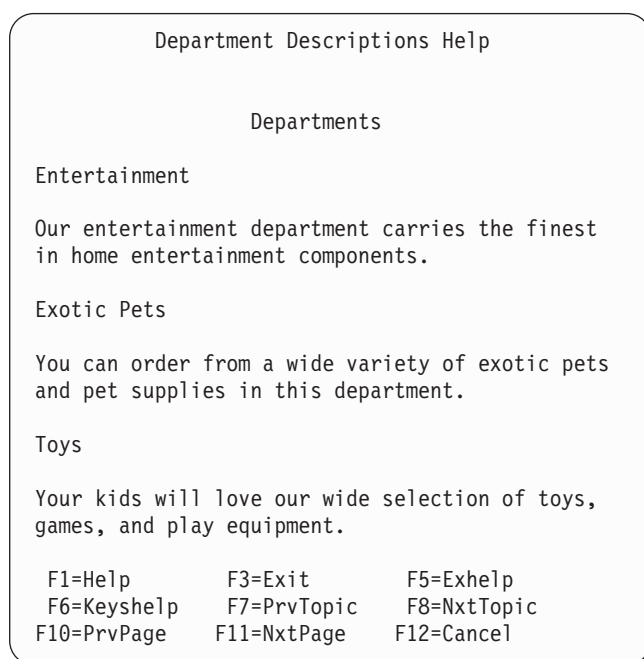 Department Descriptions Help
Departments
Entertainment
Our entertainment department carries the finest
in home entertainment components.
Exotic Pets
You can order from a wide variety of exotic pets
and pet supplies in this department.
Toys
Your kids will love our wide selection of toys,
games, and play equipment.
F1=Help F3=Exit F5=Exhelp
F6=Keyshelp F7=PrvTopic F8=NxtTopic
F10=PrvPage F11=NxtPage F12=Cancel